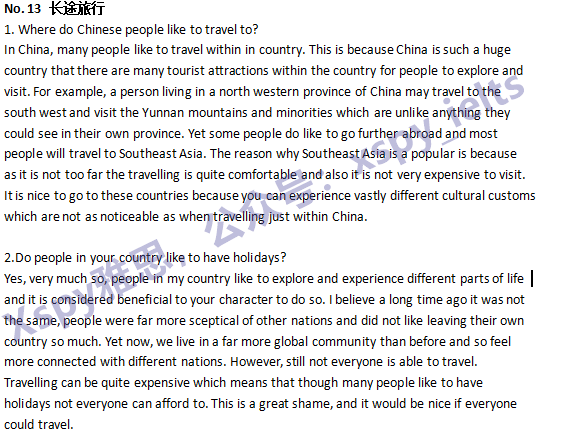 No. 13 长途旅行
1. Where do Chinese people like to travel to?
In China, many people like to travel within in country. This is because China is such a huge
country that there are many tourist attractions within the country for people to explore and
visit. For example, a person living in a north western province of China may travel to the
south west and visit the Yunnan mountains and minorities which are unlike anything they
could see in their own province. Yet some people do like to go further abroad and most
people will travel to Southeast Asia. The reason why Southeast Asia is a popular is because
as it is not too far the travelling is quite comfortable and also it is not very expensive to visit.
It is nice to go to these countries because you can experience vastly different cultural customs
which are not as noticeable as when travelling just within China.
2.Do people in your country like to have holidays?
Yes, very much so, people in my country like to explore and experience different parts of life
and it is considered beneficial to your character to do so. I believe a long time ago it was not
the same, people were far more sceptical of other nations and did not like leaving their own
country so much. Yet now, we live in a far more global community than before and so feel
more connected with different nations. However, still not everyone is able to travel.
Travelling can be quite expensive which means that though many people like to have
holidays not everyone can afford to. This is a great shame, and it would be nice if everyone
could travel.
Xspy雅思，公众号：xspy_ielts